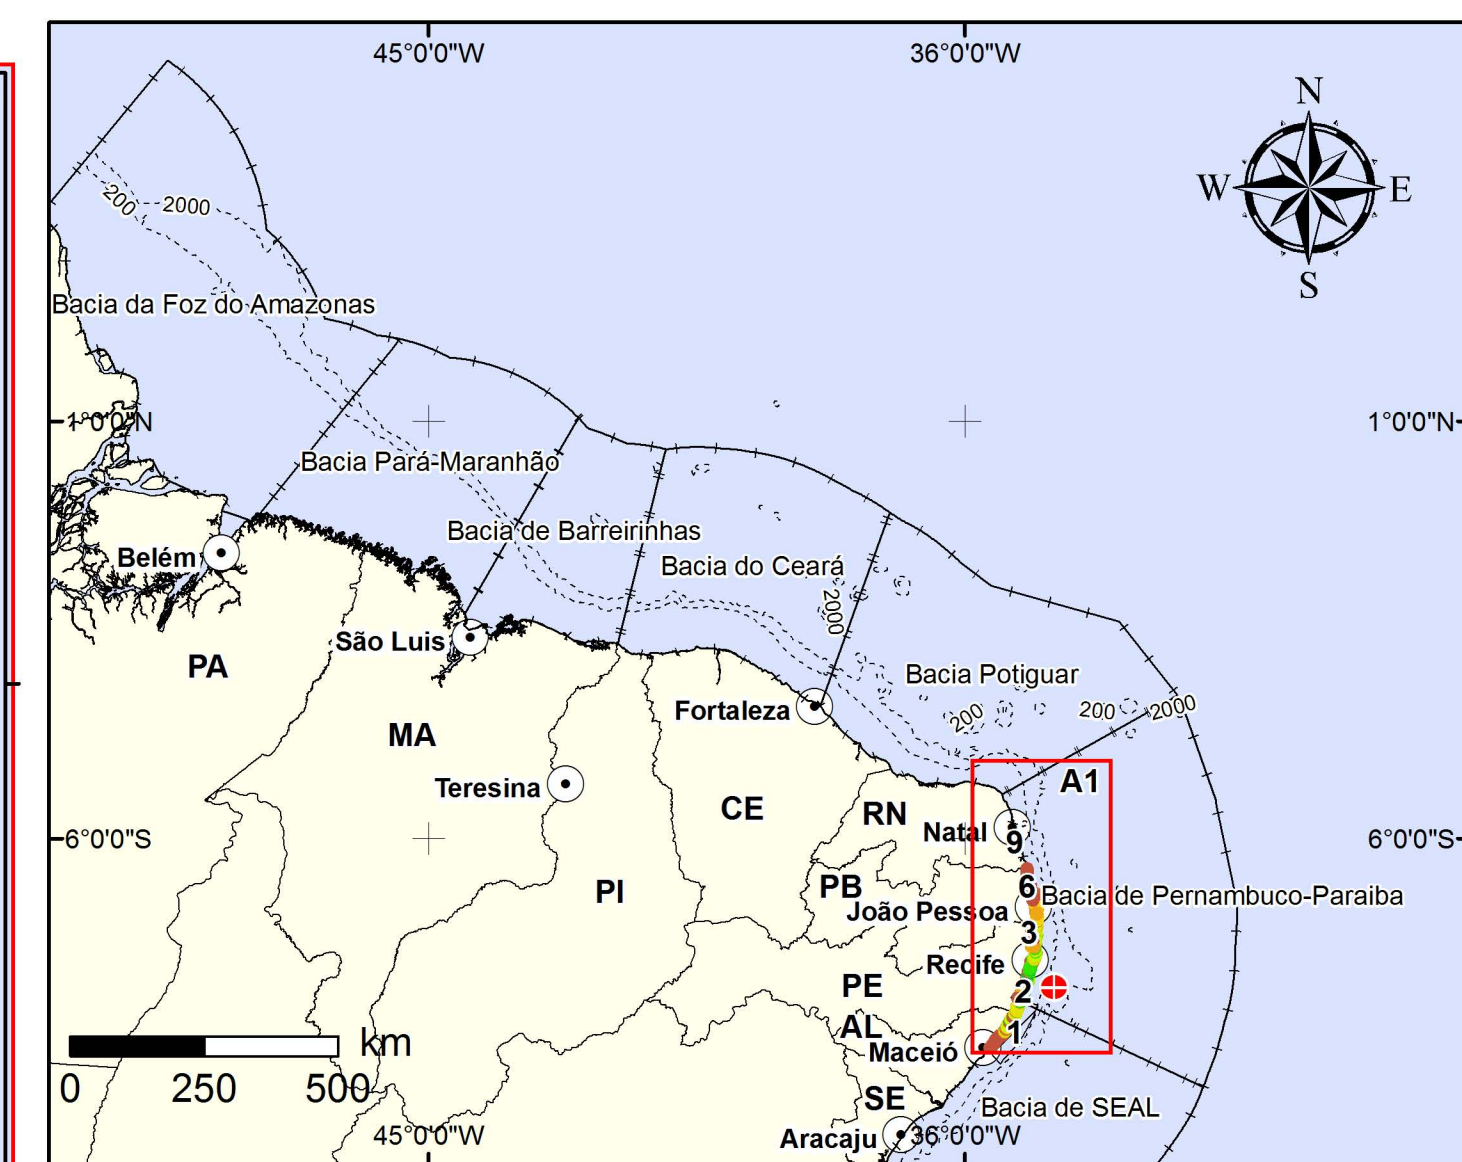 45°0'0"W
36°0'0"W
N
W
E
S
200
2000
Bacia da Foz do Amazonas
1°0'0"N
1°0'0"N
Bacia Pará-Maranhão
Bacia de Barreirinhas
Belém
Bacia do Ceará
2000
São Luis
PA
Bacia Potiguar
200
200
2000
Fortaleza
MA
A1
Teresina
CE
RN
Natal
9
6°0'0"S
6°0'0"S
PI
PB
6
Bacia de Pernambuco-Paraiba
João Pessoa
3
Recife
PE
2
AL
1
Maceió
km
0
250
500
SE
Bacia de SEAL
45°0'0"W
Aracaju
36°0'0"W